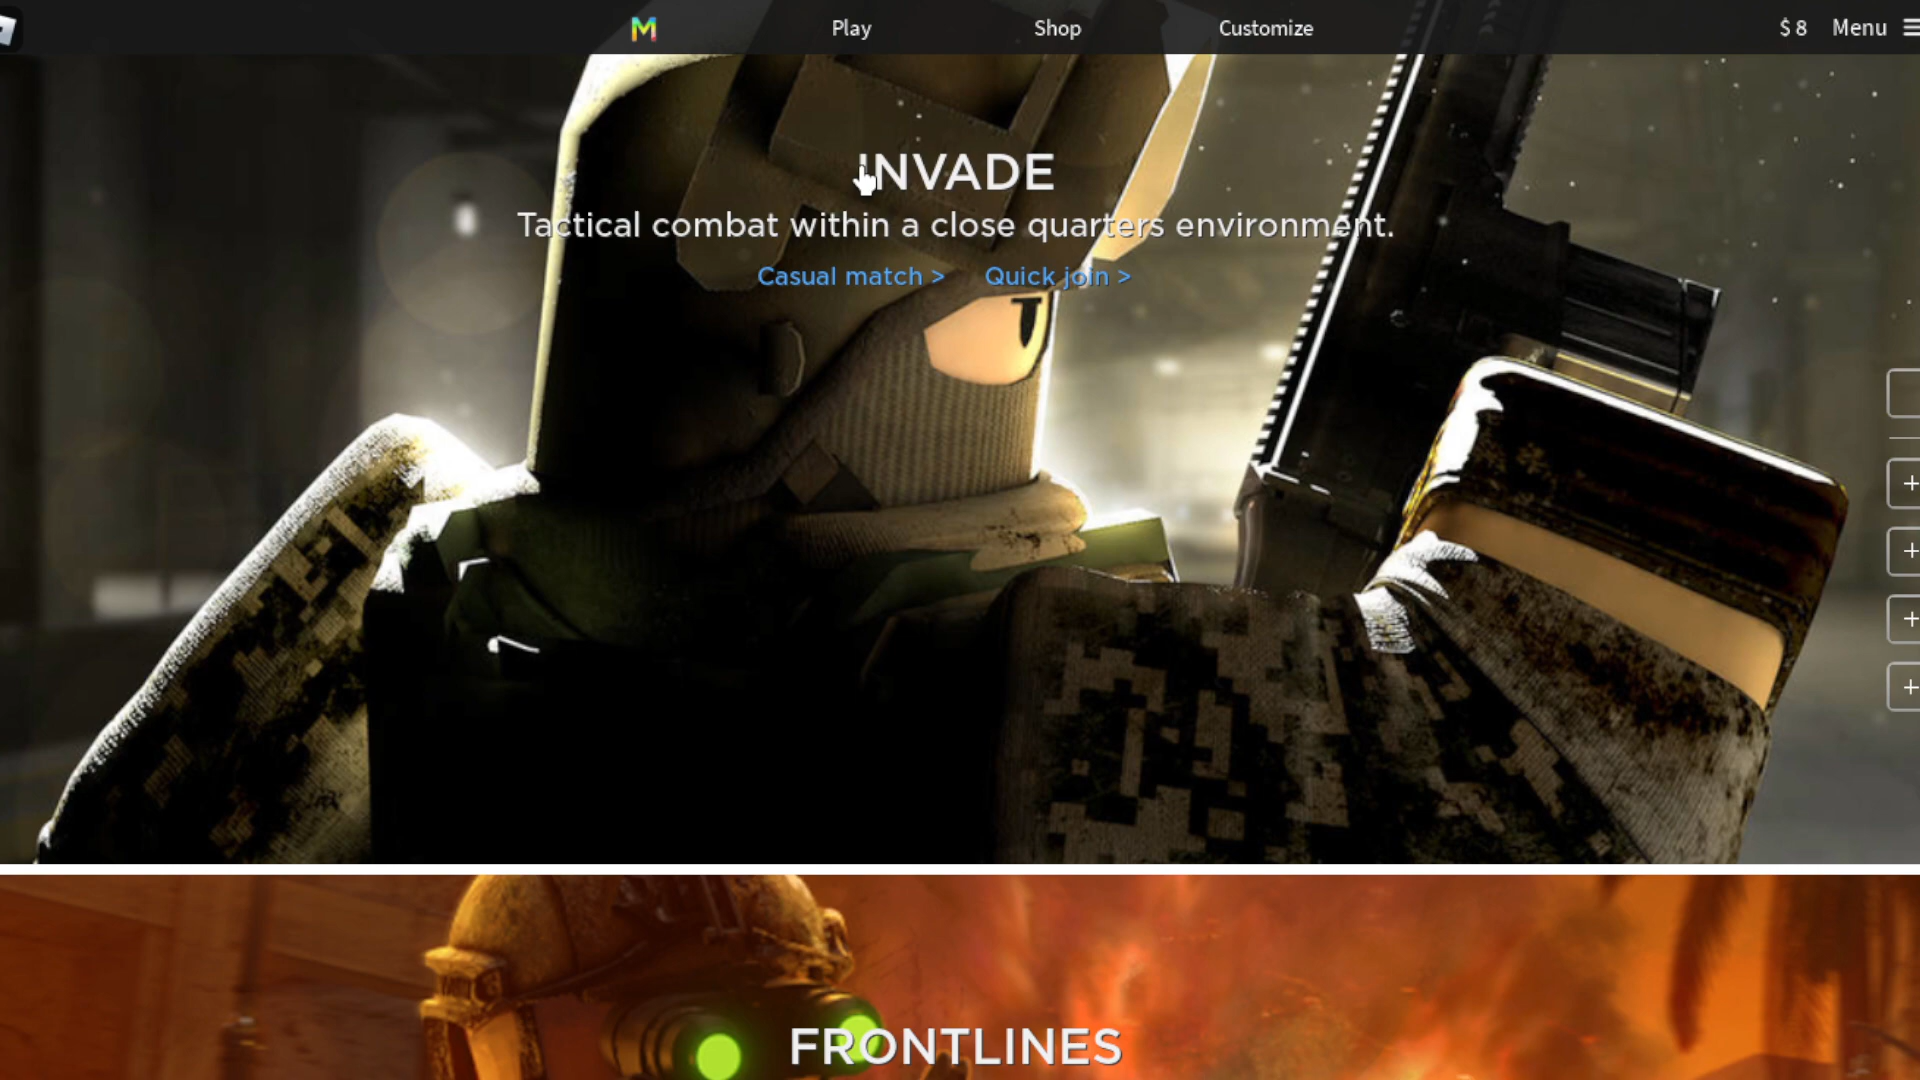 M Play Shop Customize $ 8 Menu
INVADE
Tactical combat within a close quarters environment.
Casual match > Quick join >
+
+
+
+
FRONTLINES